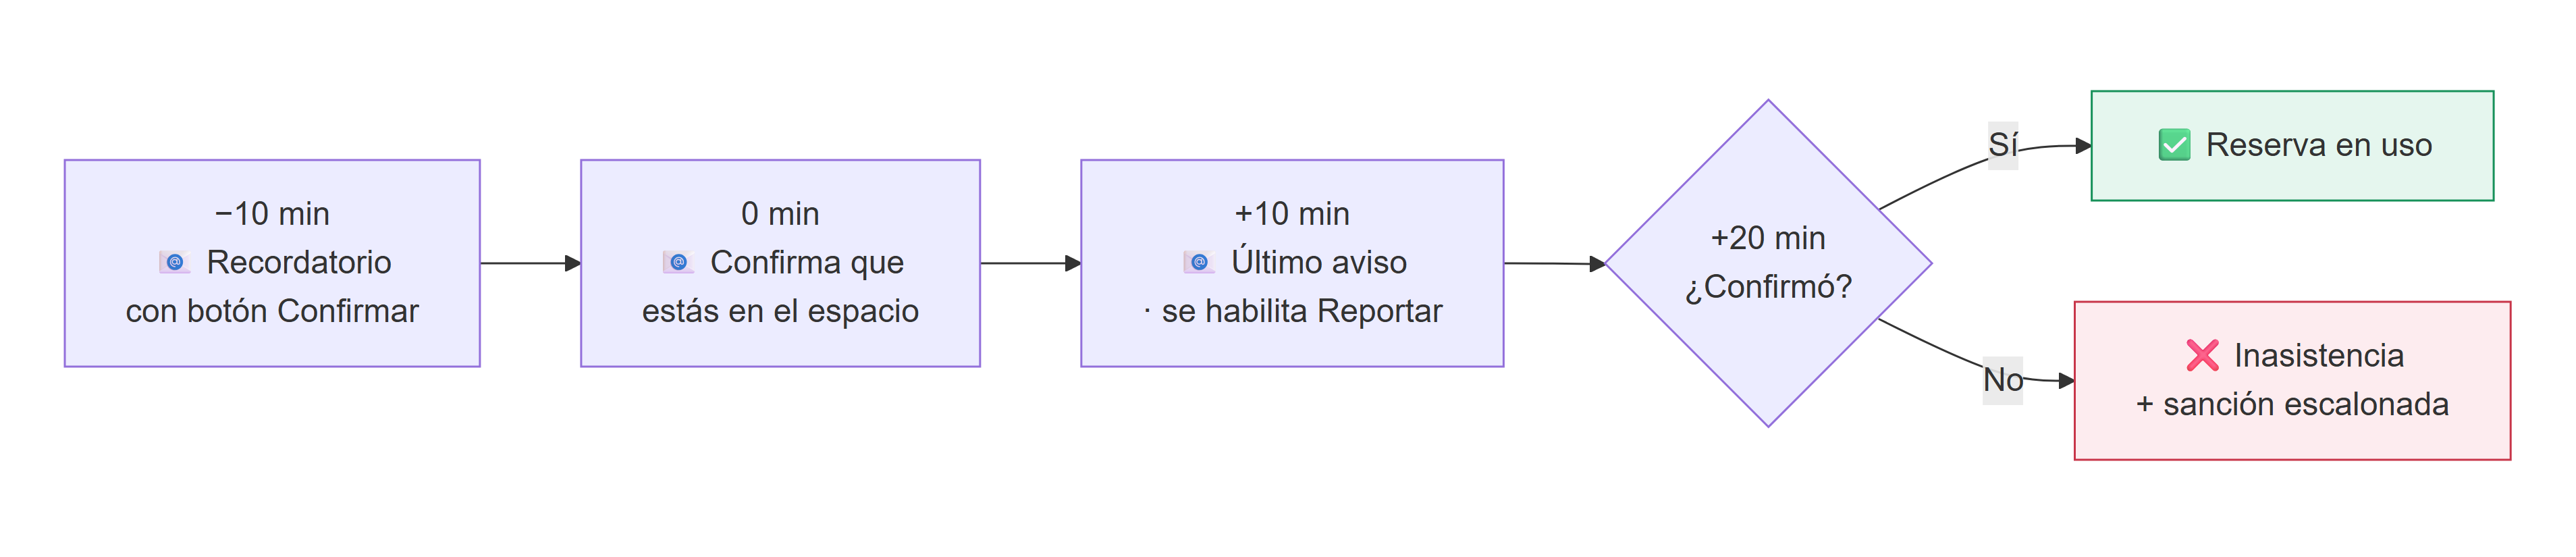 −10 min
📧 Recordatorio
con botón Confirmar
0 min
📧 Confirma que
estás en el espacio
+10 min
📧 Último aviso
· se habilita Reportar
+20 min
¿Confirmó?
Sí
✅ Reserva en uso
No
❌ Inasistencia
+ sanción escalonada